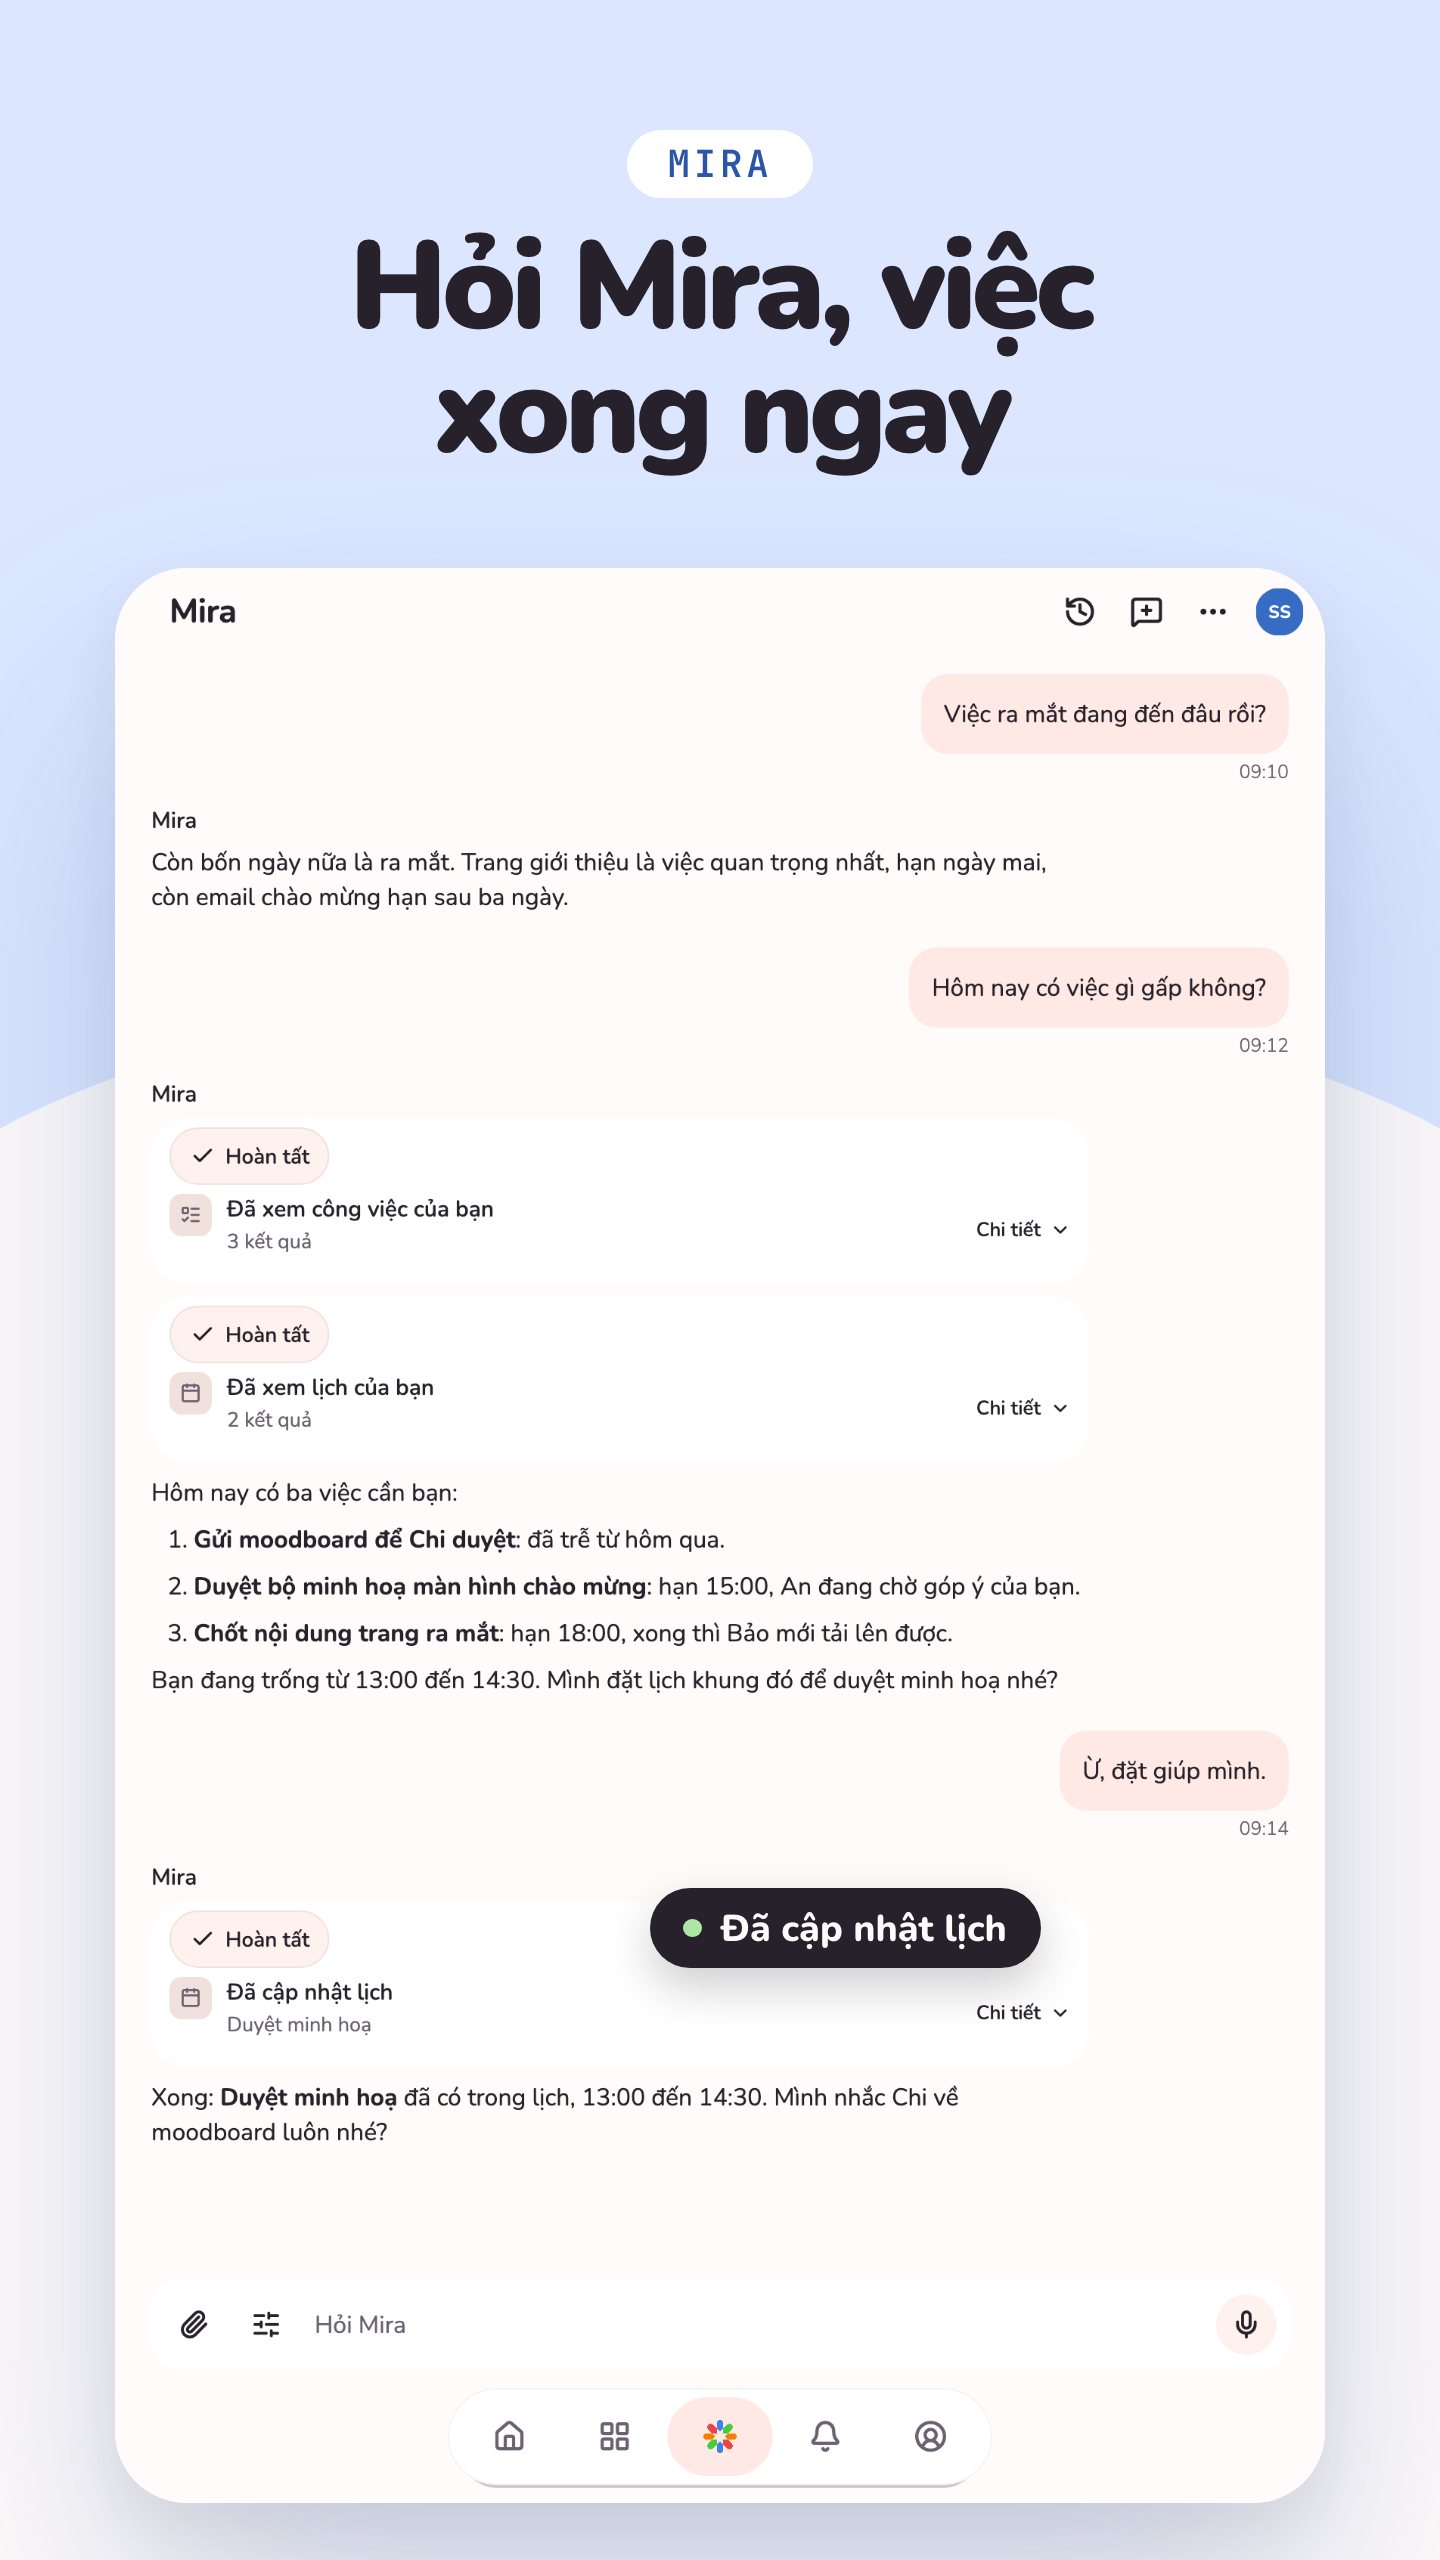 MIRA
Hỏi Mira, việc
xong ngay
Mira
SS
Việc ra mắt đang đến đâu rồi?
09:10
Mira
Còn bốn ngày nữa là ra mắt. Trang giới thiệu là việc quan trọng nhất, hạn ngày mai,
còn email chào mừng hạn sau ba ngày.
Hôm nay có việc gì gấp không?
09:12
Mira
Hoàn tất
Đã xem công việc của bạn
3 kết quả
Chi tiết
Hoàn tất
Đã xem lịch của bạn
2 kết quả
Chi tiết
Hôm nay có ba việc cần bạn:
1. Gửi moodboard để Chi duyệt: đã trễ từ hôm qua.
2. Duyệt bộ minh hoạ màn hình chào mừng: hạn 15:00, An đang chờ góp ý của bạn.
3. Chốt nội dung trang ra mắt: hạn 18:00, xong thì Bảo mới tải lên được.
Bạn đang trống từ 13:00 đến 14:30. Mình đặt lịch khung đó để duyệt minh hoạ nhé?
Ừ, đặt giúp mình.
09:14
Mira
Đã cập nhật lịch
Hoàn tất
Đã cập nhật lịch
Duyệt minh hoạ
Chi tiết
Xong: Duyệt minh hoạ đã có trong lịch, 13:00 đến 14:30. Mình nhắc Chi về
moodboard luôn nhé?
Hỏi Mira